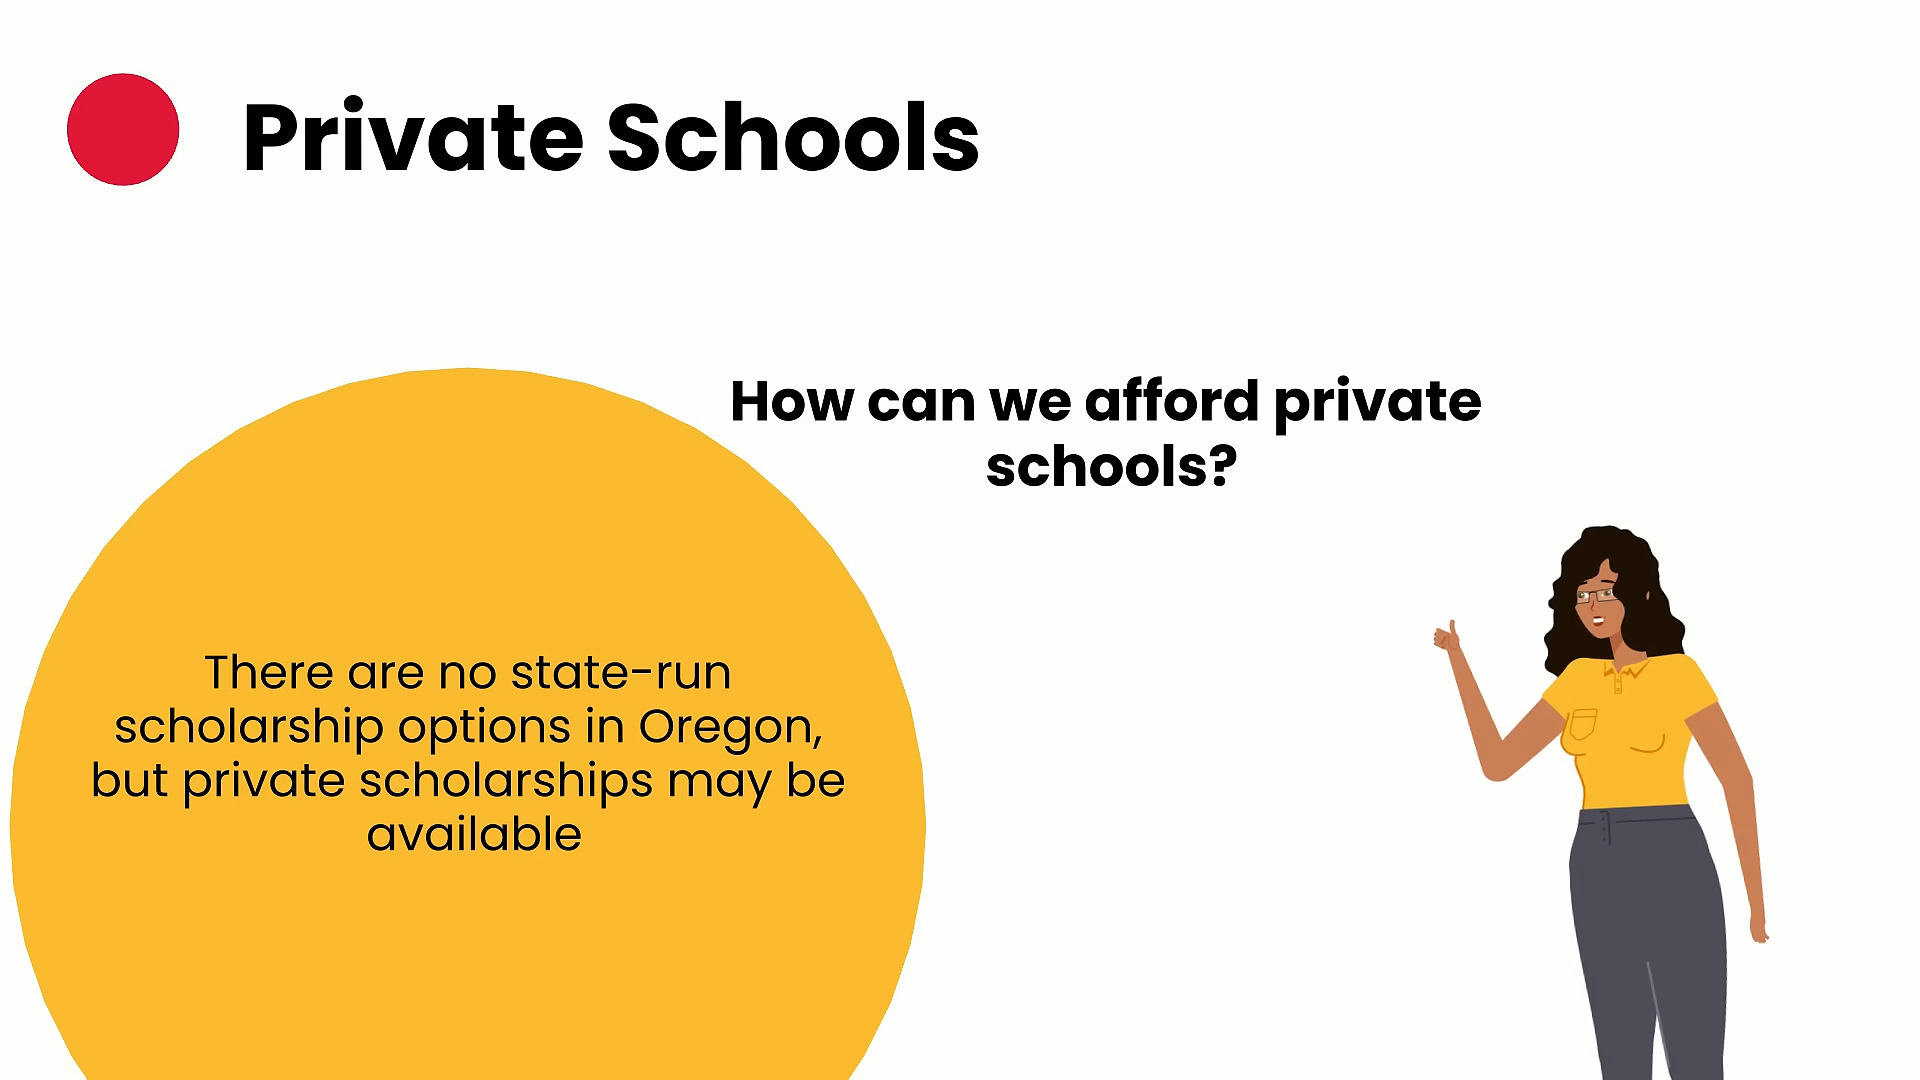 Private Schools
How can we afford private
schools?
There are no state-run
scholarship options in Oregon,
but private scholarships may be
available